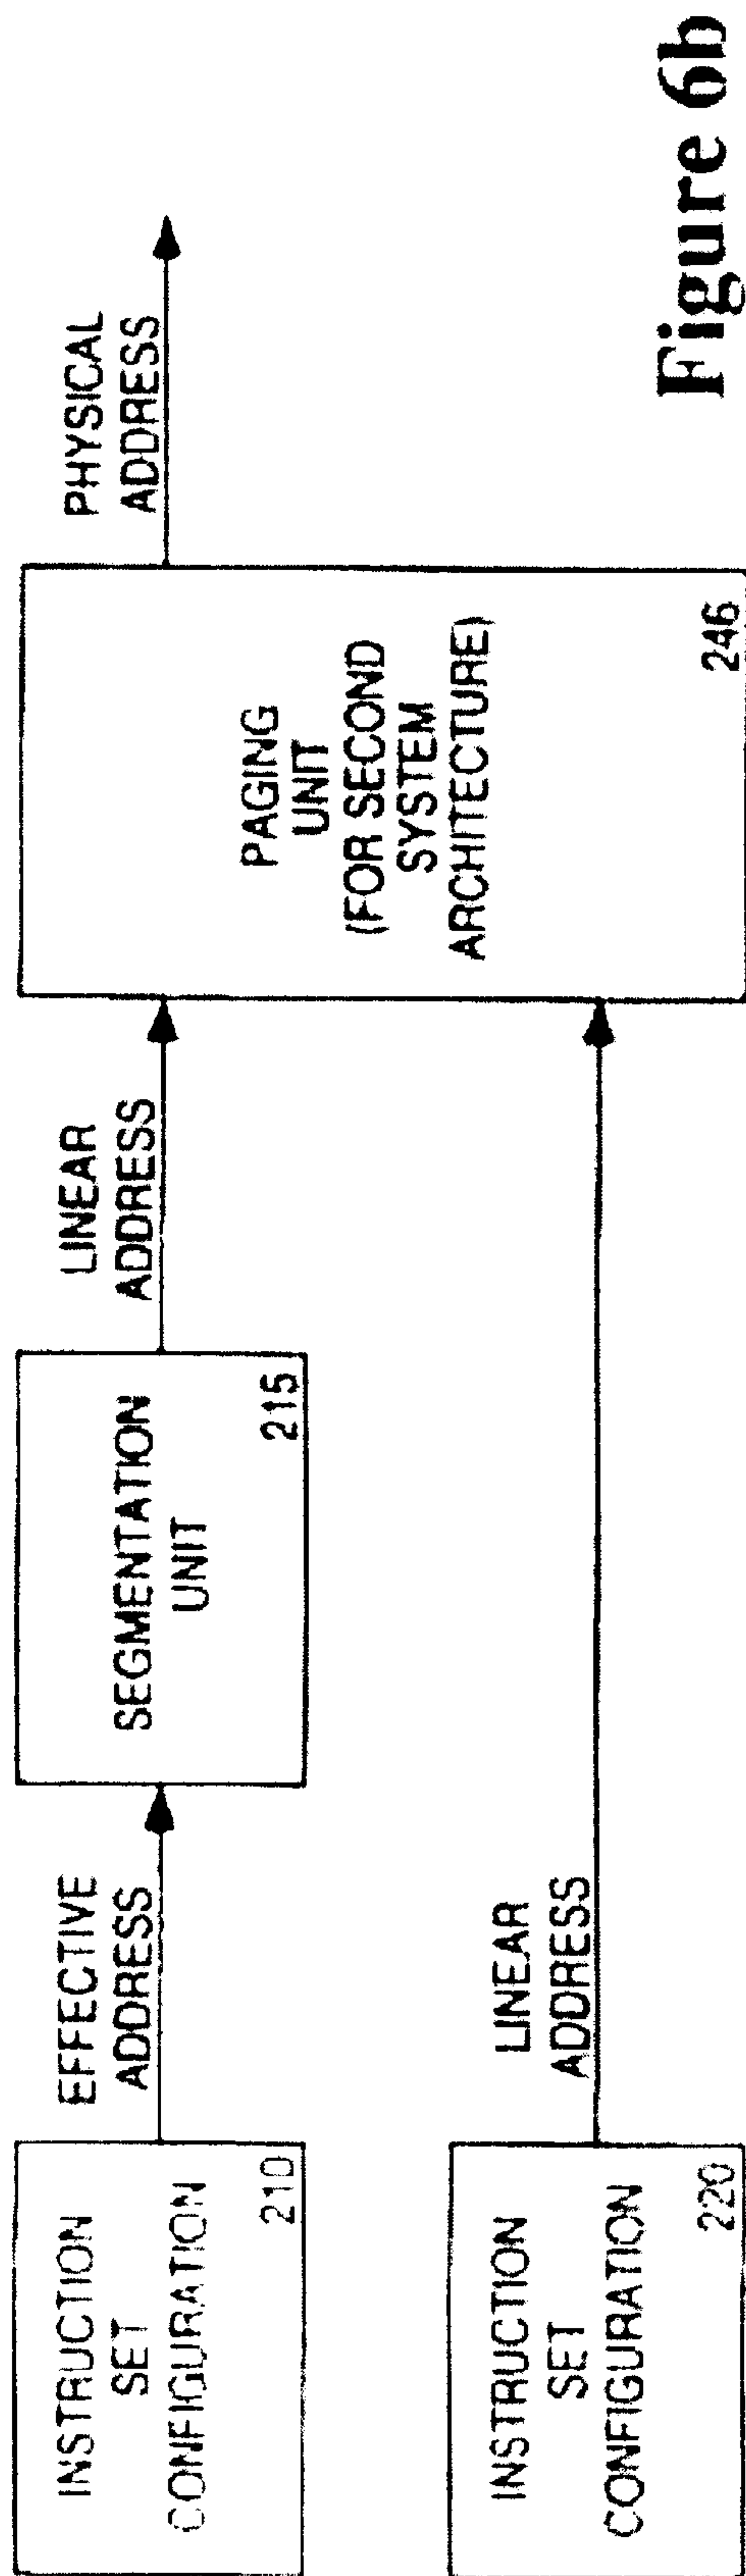 INSTRUCTION
SET
CONFIGURATION
210
EFFECTIVE
ADDRESS
SEGMENTATION
UNIT
215
LINEAR
ADDRESS
PAGING
UNIT
(FOR SECOND
SYSTEM
ARCHITECTURE)
246
PHYSICAL
ADDRESS
INSTRUCTION
SET
CONFIGURATION
220
LINEAR
ADDRESS
Figure 6b